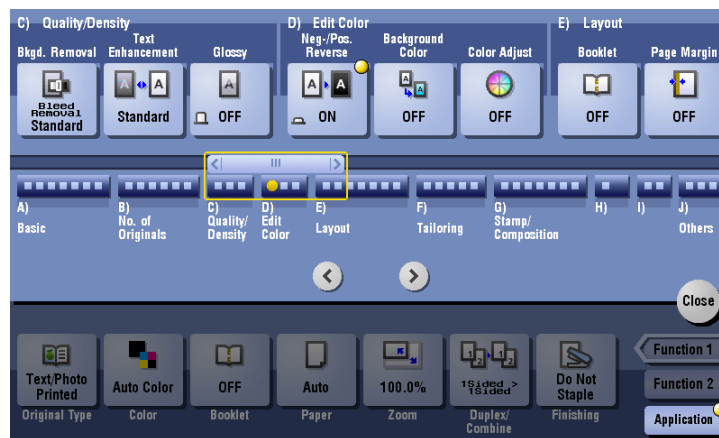 C) Quality/Density
D) Edit Color
E) Layout
Bkgd. Removal
Text
Enhancement
Glossy
Neg-/Pos.
Reverse
Background
Color
Color Adjust
Booklet
Page Margin
Bleed
Removal
Standard
Standard
OFF
ON
OFF
OFF
OFF
OFF
A)
Basic
B)
No. of
Originals
C)
Quality/
Density
D)
Edit
Color
E)
Layout
F)
Tailoring
G)
Stamp/
Composition
H)
I)
J)
Others
Close
Text/Photo
Printed
Auto Color
OFF
Auto
100.0%
1Sided >
1Sided
Do Not
Staple
Original Type
Color
Booklet
Paper
Zoom
Duplex/
Combine
Finishing
Function 1
Function 2
Application